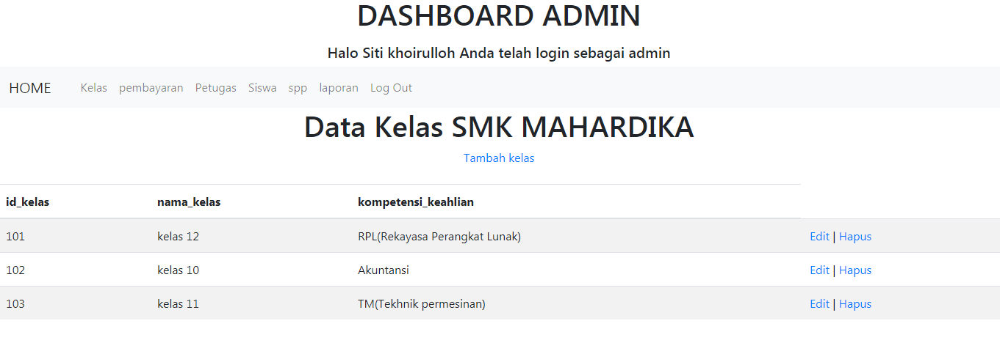 DASHBOARD ADMIN
Halo Siti khoirulloh Anda telah login sebagai admin
HOME Kelas pembayaran Petugas Siswa spp laporan Log Out
Data Kelas SMK MAHARDIKA
Tambah kelas
id_kelas nama_kelas kompetensi_keahlian
101 kelas 12 RPL(Rekayasa Perangkat Lunak) Edit | Hapus
102 kelas 10 Akuntansi Edit | Hapus
103 kelas 11 TM(Tekhnik permesinan) Edit | Hapus